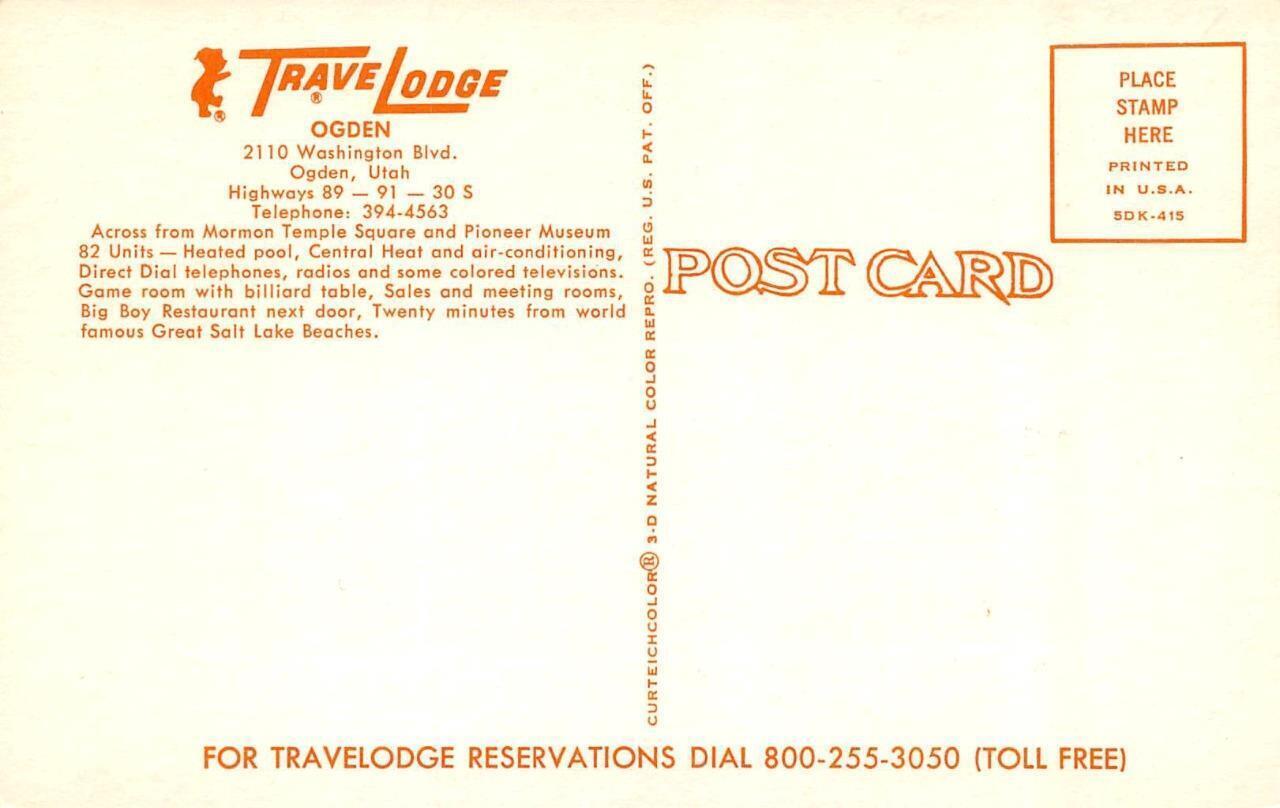 TRAVELODGE®
®
OGDEN
2110 Washington Blvd.
Ogden, Utah
Highways 89 — 91 — 30 S
Telephone: 394-4563
Across from Mormon Temple Square and Pioneer Museum
82 Units — Heated pool, Central Heat and air-conditioning,
Direct Dial telephones, radios and some colored televisions.
Game room with billiard table, Sales and meeting rooms,
Big Boy Restaurant next door, Twenty minutes from world
famous Great Salt Lake Beaches.
CURTEICHCOLOR® 3-D NATURAL COLOR REPRO. (REG. U.S. PAT. OFF.)
POST CARD
PLACE
STAMP
HERE
PRINTED
IN U.S.A.
5DK-415
FOR TRAVELODGE RESERVATIONS DIAL 800-255-3050 (TOLL FREE)